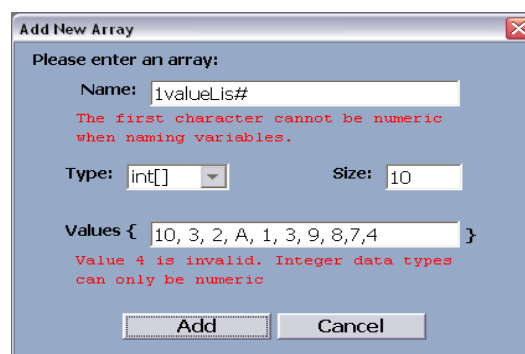 Add New Array
Please enter an array:
Name: 1valueLis#
The first character cannot be numeric
when naming variables.
Type: int[] Size: 10
Values { 10, 3, 2, A, 1, 3, 9, 8,7,4 }
Value 4 is invalid. Integer data types
can only be numeric
Add Cancel